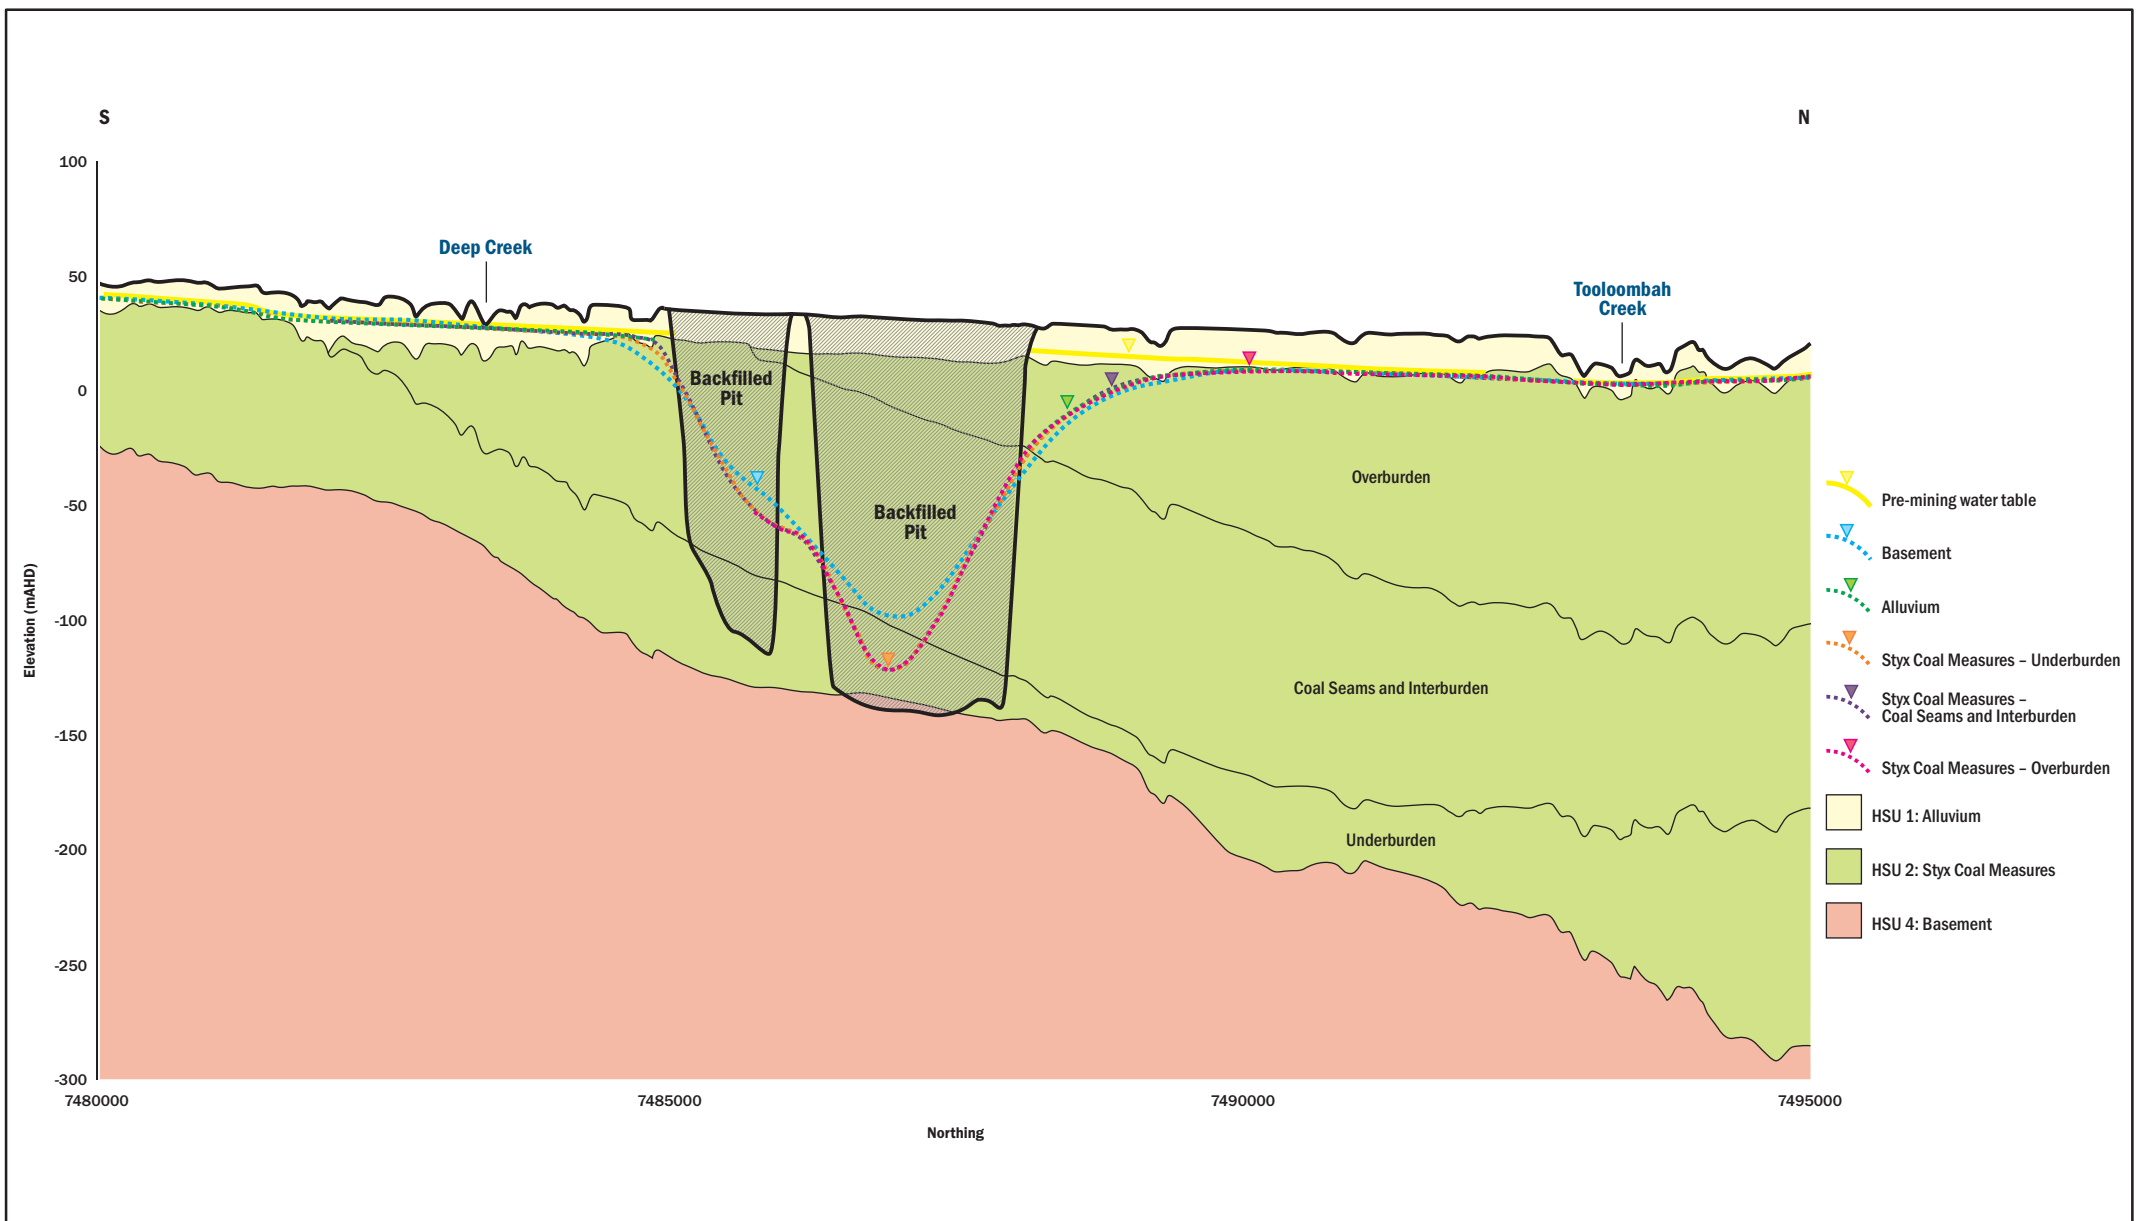 S
N
100
50
0
-50
-100
-150
-200
-250
-300
Elevation (mAHD)
7480000
7485000
7490000
7495000
Northing
Deep Creek
Tooloombah
Creek
Backfilled
Pit
Backfilled
Pit
Overburden
Coal Seams and Interburden
Underburden
Pre-mining water table
Basement
Alluvium
Styx Coal Measures – Underburden
Styx Coal Measures –
Coal Seams and Interburden
Styx Coal Measures – Overburden
HSU 1: Alluvium
HSU 2: Styx Coal Measures
HSU 4: Basement